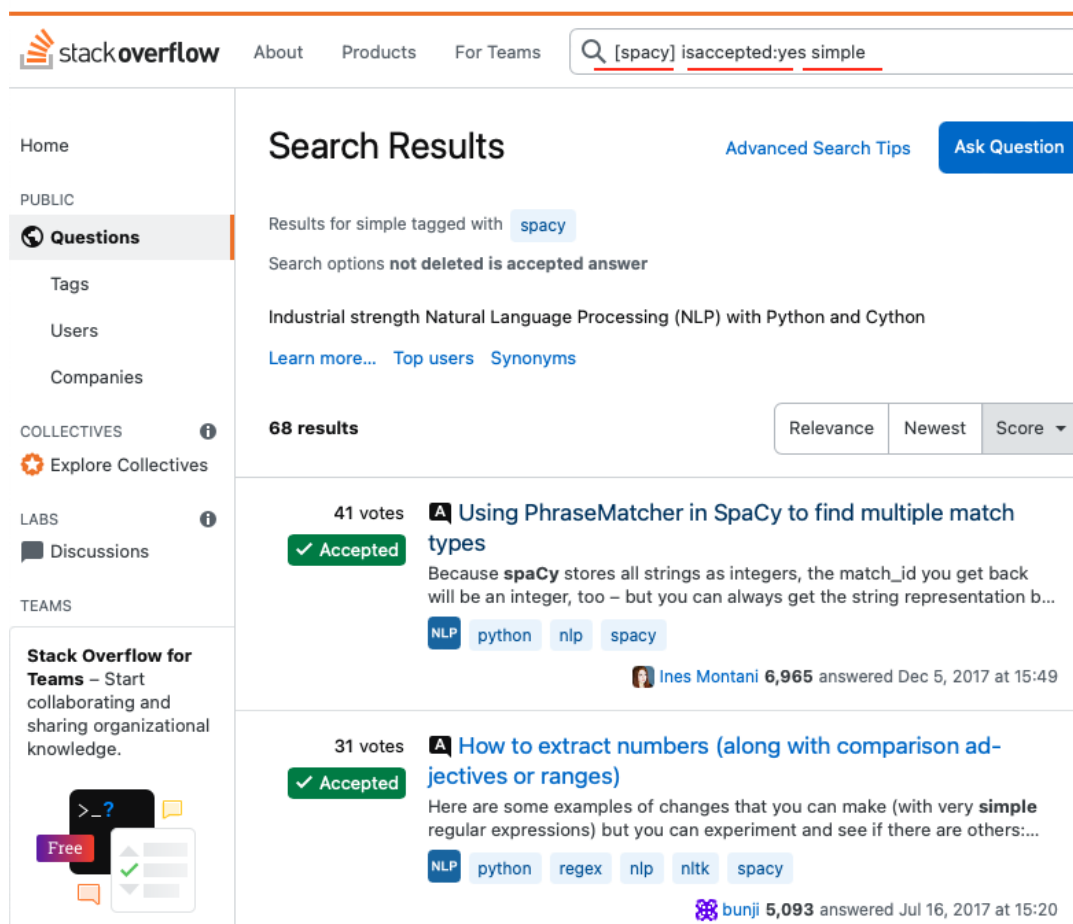 stackoverflow About Products For Teams [spacy] isaccepted:yes simple
Home
PUBLIC
Questions
Tags
Users
Companies
COLLECTIVES
Explore Collectives
LABS
Discussions
TEAMS
Stack Overflow for
Teams – Start
collaborating and
sharing organizational
knowledge.
>_?
Free
Search Results
Advanced Search Tips
Ask Question
Results for simple tagged with spacy
Search options not deleted is accepted answer
Industrial strength Natural Language Processing (NLP) with Python and Cython
Learn more... Top users Synonyms
68 results
Relevance Newest Score
41 votes
Accepted
A Using PhraseMatcher in SpaCy to find multiple match
types
Because spaCy stores all strings as integers, the match_id you get back
will be an integer, too – but you can always get the string representation b...
NLP python nlp spacy
Ines Montani 6,965 answered Dec 5, 2017 at 15:49
31 votes
Accepted
A How to extract numbers (along with comparison ad-
jectives or ranges)
Here are some examples of changes that you can make (with very simple
regular expressions) but you can experiment and see if there are others:...
NLP python regex nlp nltk spacy
bunji 5,093 answered Jul 16, 2017 at 15:20